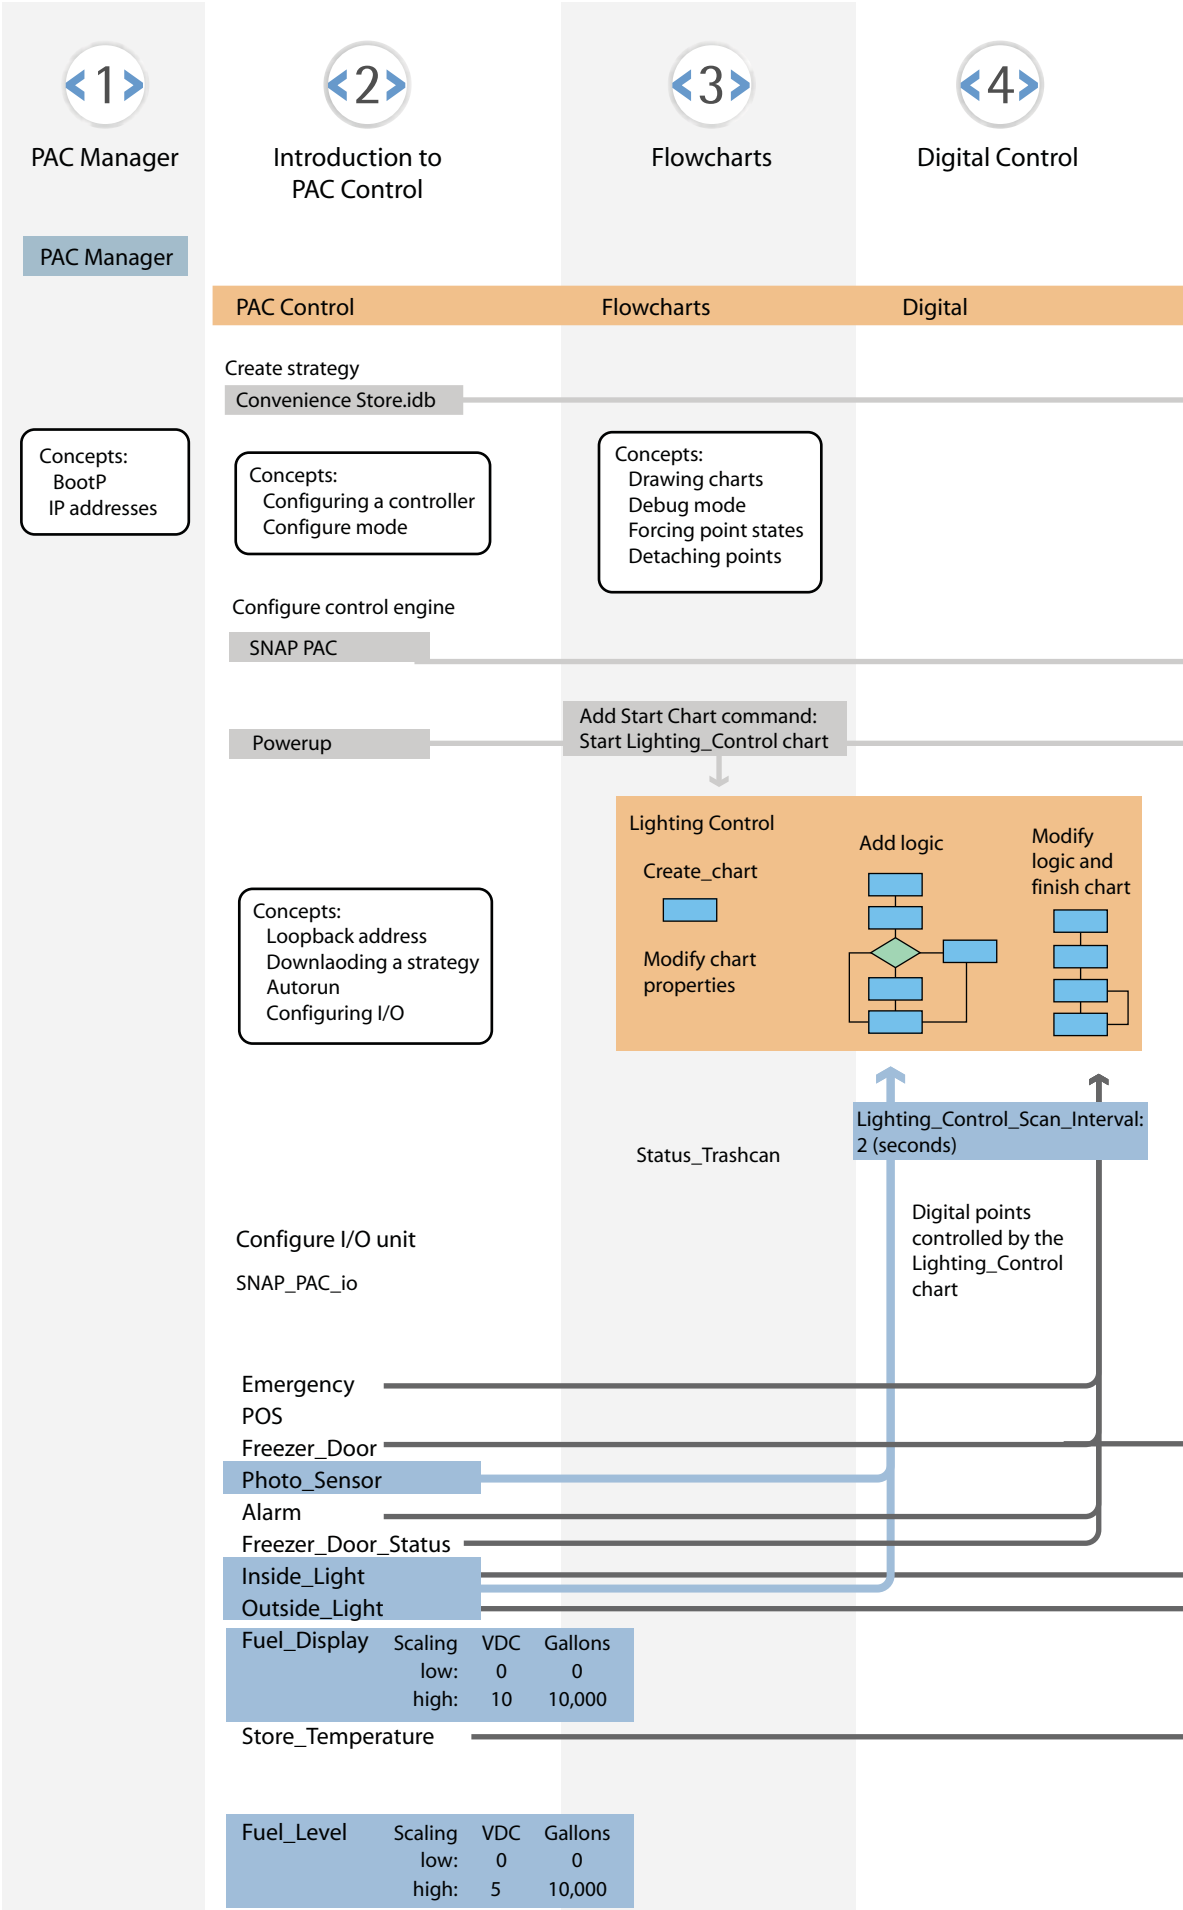 <1>
<2>
<3>
<4>
PAC Manager
Introduction to
PAC Control
Flowcharts
Digital Control
PAC Manager
PAC Control
Flowcharts
Digital
Create strategy
Convenience Store.idb
Concepts:
BootP
IP addresses
Concepts:
Configuring a controller
Configure mode
Concepts:
Drawing charts
Debug mode
Forcing point states
Detaching points
Configure control engine
SNAP PAC
Powerup
Add Start Chart command:
Start Lighting_Control chart
Lighting Control
Create_chart
Modify chart
properties
Add logic
Modify
logic and
finish chart
Concepts:
Loopback address
Downlaoding a strategy
Autorun
Configuring I/O
Lighting_Control_Scan_Interval:
2 (seconds)
Status_Trashcan
Digital points
controlled by the
Lighting_Control
chart
Configure I/O unit
SNAP_PAC_io
Emergency
POS
Freezer_Door
Photo_Sensor
Alarm
Freezer_Door_Status
Inside_Light
Outside_Light
Fuel_Display Scaling VDC Gallons
low: 0 0
high: 10 10,000
Store_Temperature
Fuel_Level Scaling VDC Gallons
low: 0 0
high: 5 10,000